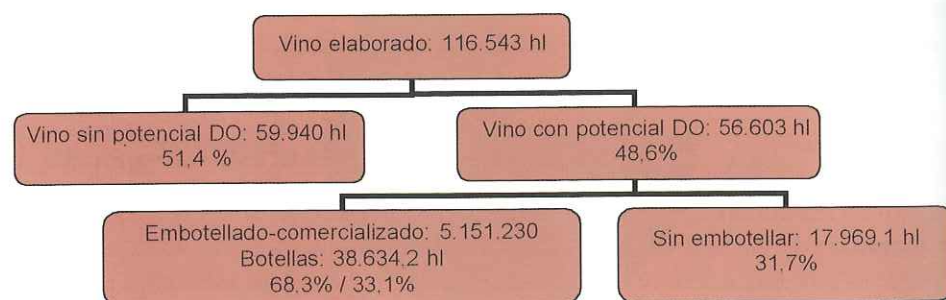 Vino elaborado: 116.543 hl
Vino sin potencial DO: 59.940 hl
51,4 %
Vino con potencial DO: 56.603 hl
48,6%
Embotellado-comercializado: 5.151.230
Botellas: 38.634,2 hl
68,3% / 33,1%
Sin embotellar: 17.969,1 hl
31,7%